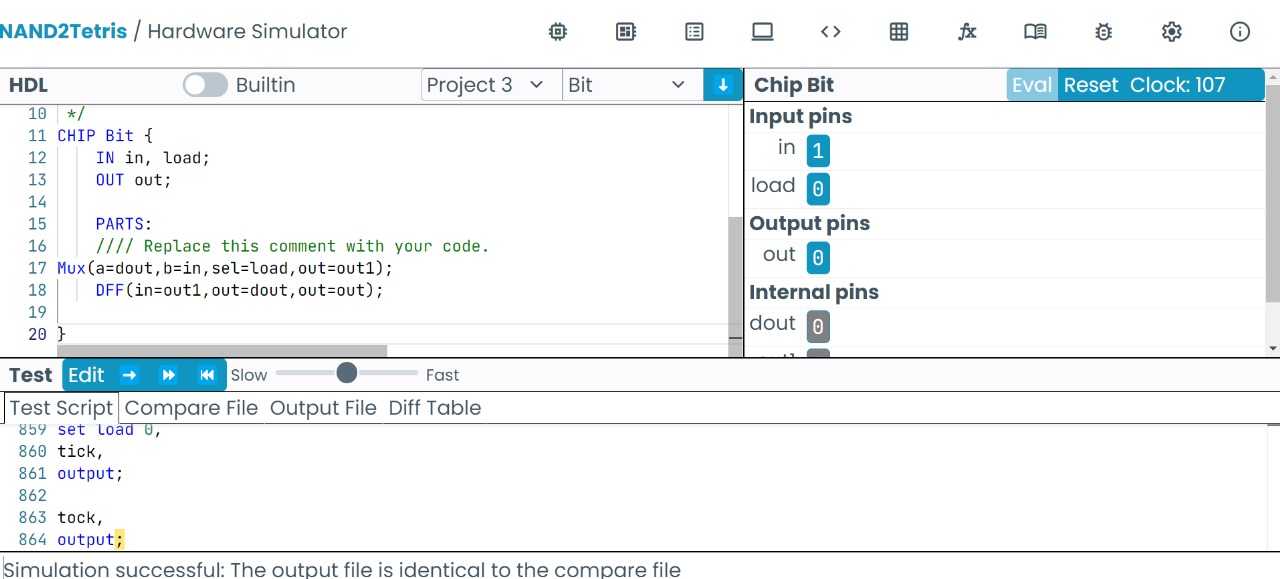 NAND2Tetris / Hardware Simulator
HDL Builtin Project 3 Bit
10 */
11 CHIP Bit {
12 IN in, load;
13 OUT out;
14
15 PARTS:
16 //// Replace this comment with your code.
17 Mux(a=dout,b=in,sel=load,out=out1);
18 DFF(in=out1,out=dout,out=out);
19
20 }
Chip Bit Eval Reset Clock: 107
Input pins
in 1
load 0
Output pins
out 0
Internal pins
dout 0
Test Edit Slow Fast
Test Script Compare File Output File Diff Table
859 set load 0,
860 tick,
861 output;
862
863 tock,
864 output;
Simulation successful: The output file is identical to the compare file